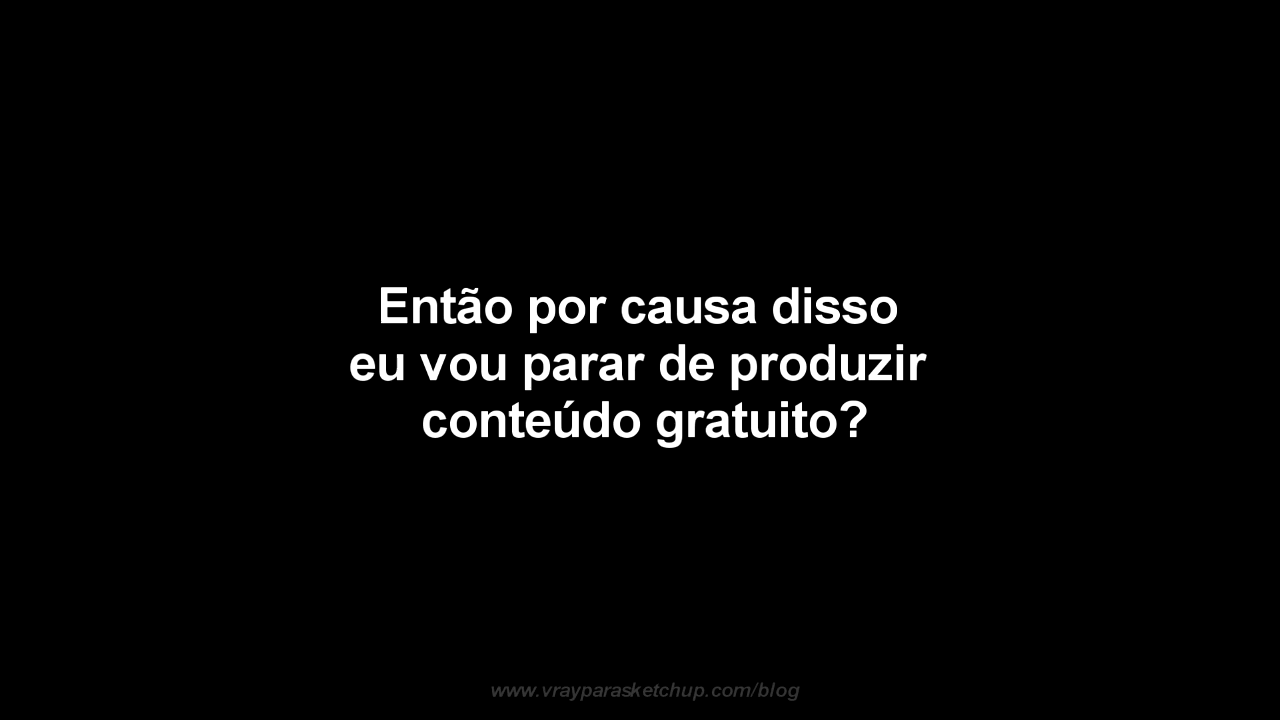 Então por causa disso
eu vou parar de produzir
conteúdo gratuito?
www.vrayparasketchup.com/blog